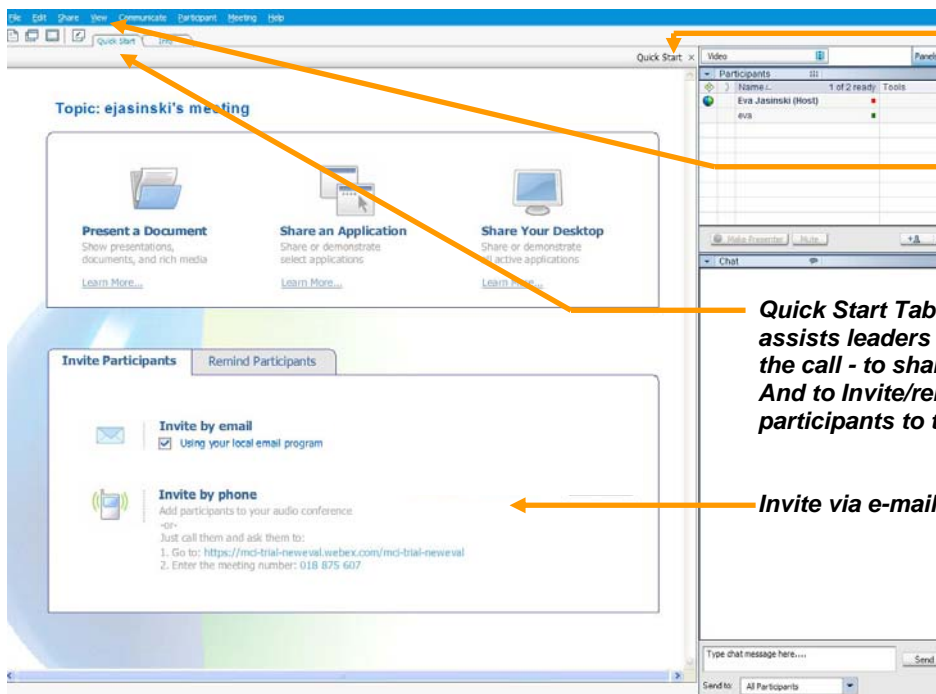 File Edit Share View Communicate Participant Meeting Help
Quick Start Info
Quick Start ×
Video
Panels
Participants
Name 1 of 2 ready Tools
Eva Jasinski (Host)
eva
Make Presenter Mute
Chat
Topic: ejasinski's meeting
Present a Document
Show presentations,
documents, and rich media
Learn More...
Share an Application
Share or demonstrate
select applications
Learn More...
Share Your Desktop
Share or demonstrate
all active applications
Learn More...
Quick Start Tab
assists leaders
the call - to shar
And to Invite/re
participants to t
Invite via e-mail
Invite Participants Remind Participants
Invite by email
Using your local email program
Invite by phone
Add participants to your audio conference
-or-
Just call them and ask them to:
1. Go to: https://mci-trial-neweval.webex.com/mci-trial-neweval
2. Enter the meeting number: 018 875 607
Type chat message here....
Send
Send to: All Participants